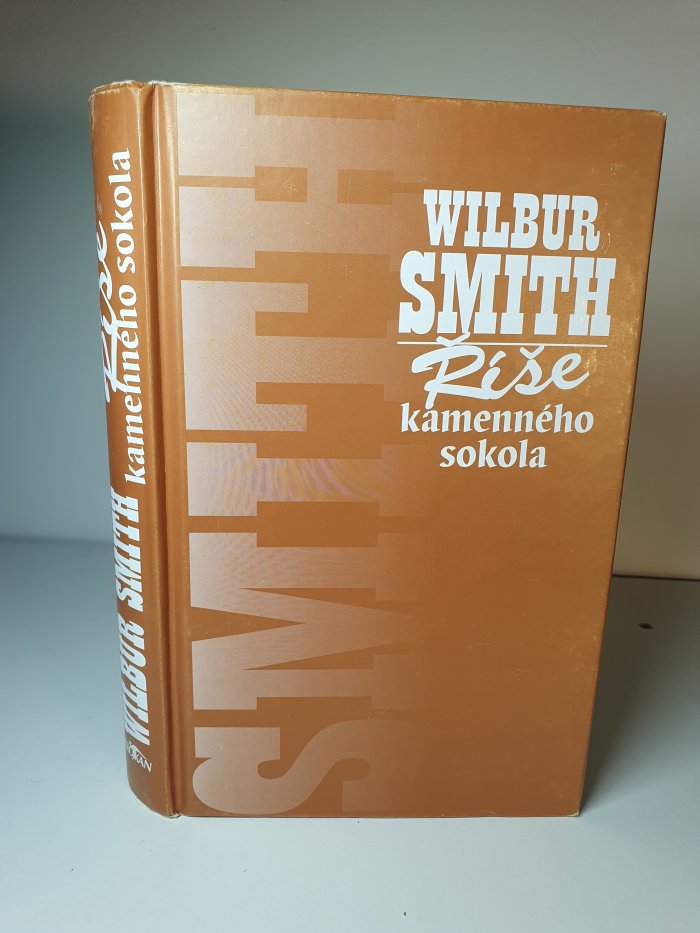 WILBUR
SMITH
Říše
kamenného
sokola
SMITH
WILBUR SMITH
Říše
kamenného sokola